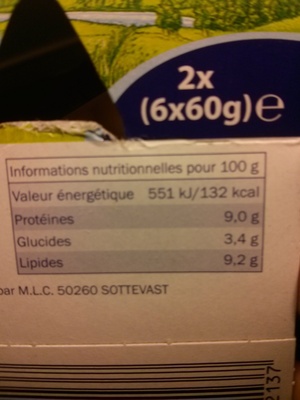 2x
(6x60g)e
Informations nutritionnelles pour 100 g
Valeur énergétique 551 kJ/132 kcal
Protéines 9,0 g
Glucides 3,4 g
Lipides 9,2 g
par M.L.C. 50260 SOTTEVAST
2137